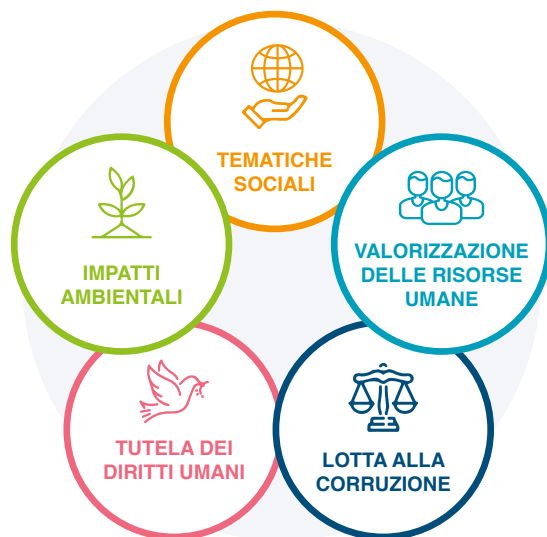 TEMATICHE
SOCIALI
IMPATTI
AMBIENTALI
VALORIZZAZIONE
DELLE RISORSE
UMANE
TUTELA DEI
DIRITTI UMANI
LOTTA ALLA
CORRUZIONE